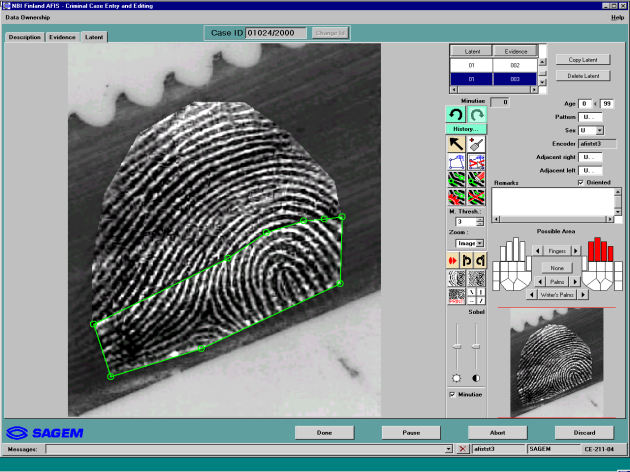 NBI Finland AFIS - Criminal Case Entry and Editing
Data Ownership
Help
Case ID 01024/2000 Change Id
Description Evidence Latent
Latent Evidence
01 002
01 003
Copy Latent
Delete Latent
Minutiae 0
History...
M. Thresh.:
3
Zoom :
Image
Sobel
Minutiae
Age 0 < 99
Pattern U. .
Sex U
Encoder afistst3
Adjacent right U. .
Adjacent left U. .
Remarks
Oriented
Possible Area
Fingers
None
Palms
Writer's Palms
SAGEM
Done
Pause
Abort
Discard
Messages:
afistst3 SAGEM CE-211-04